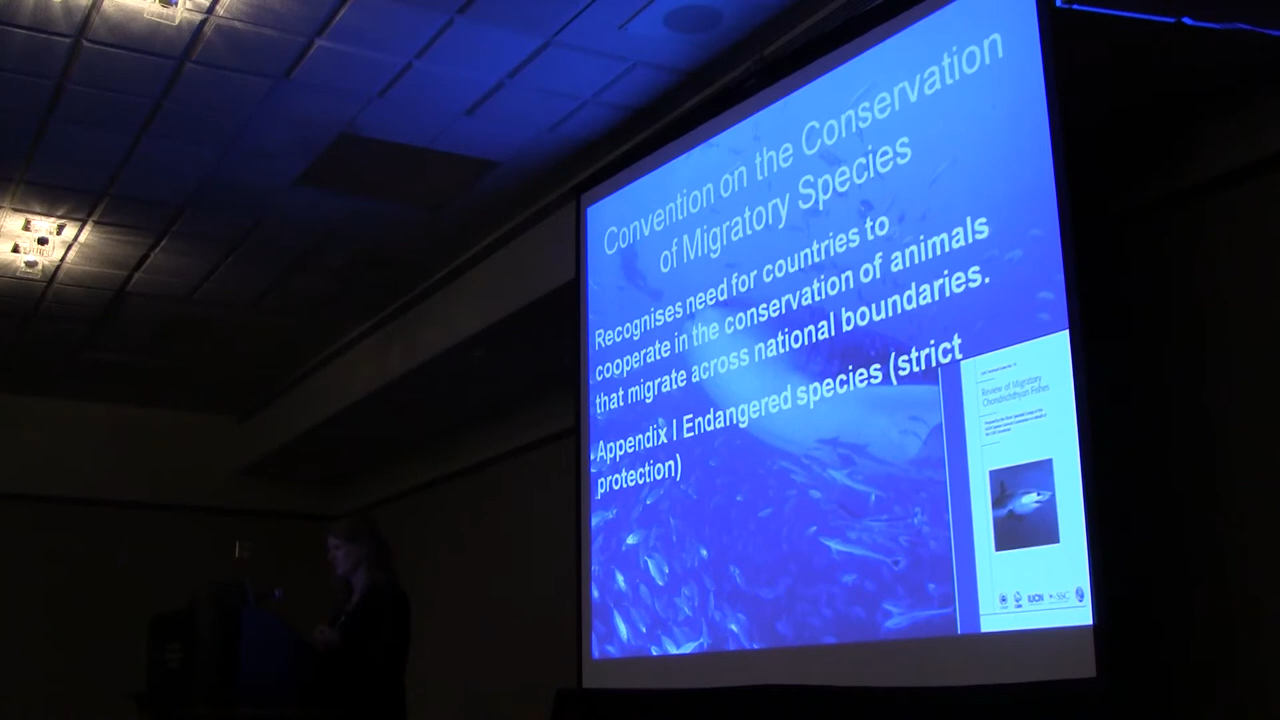 Convention on the Conservation
of Migratory Species
Recognises need for countries to
cooperate in the conservation of animals
that migrate across national boundaries.
Appendix I Endangered species (strict
protection)
Review of Migratory
Chondrichthyan Fishes
IUCN
SSC